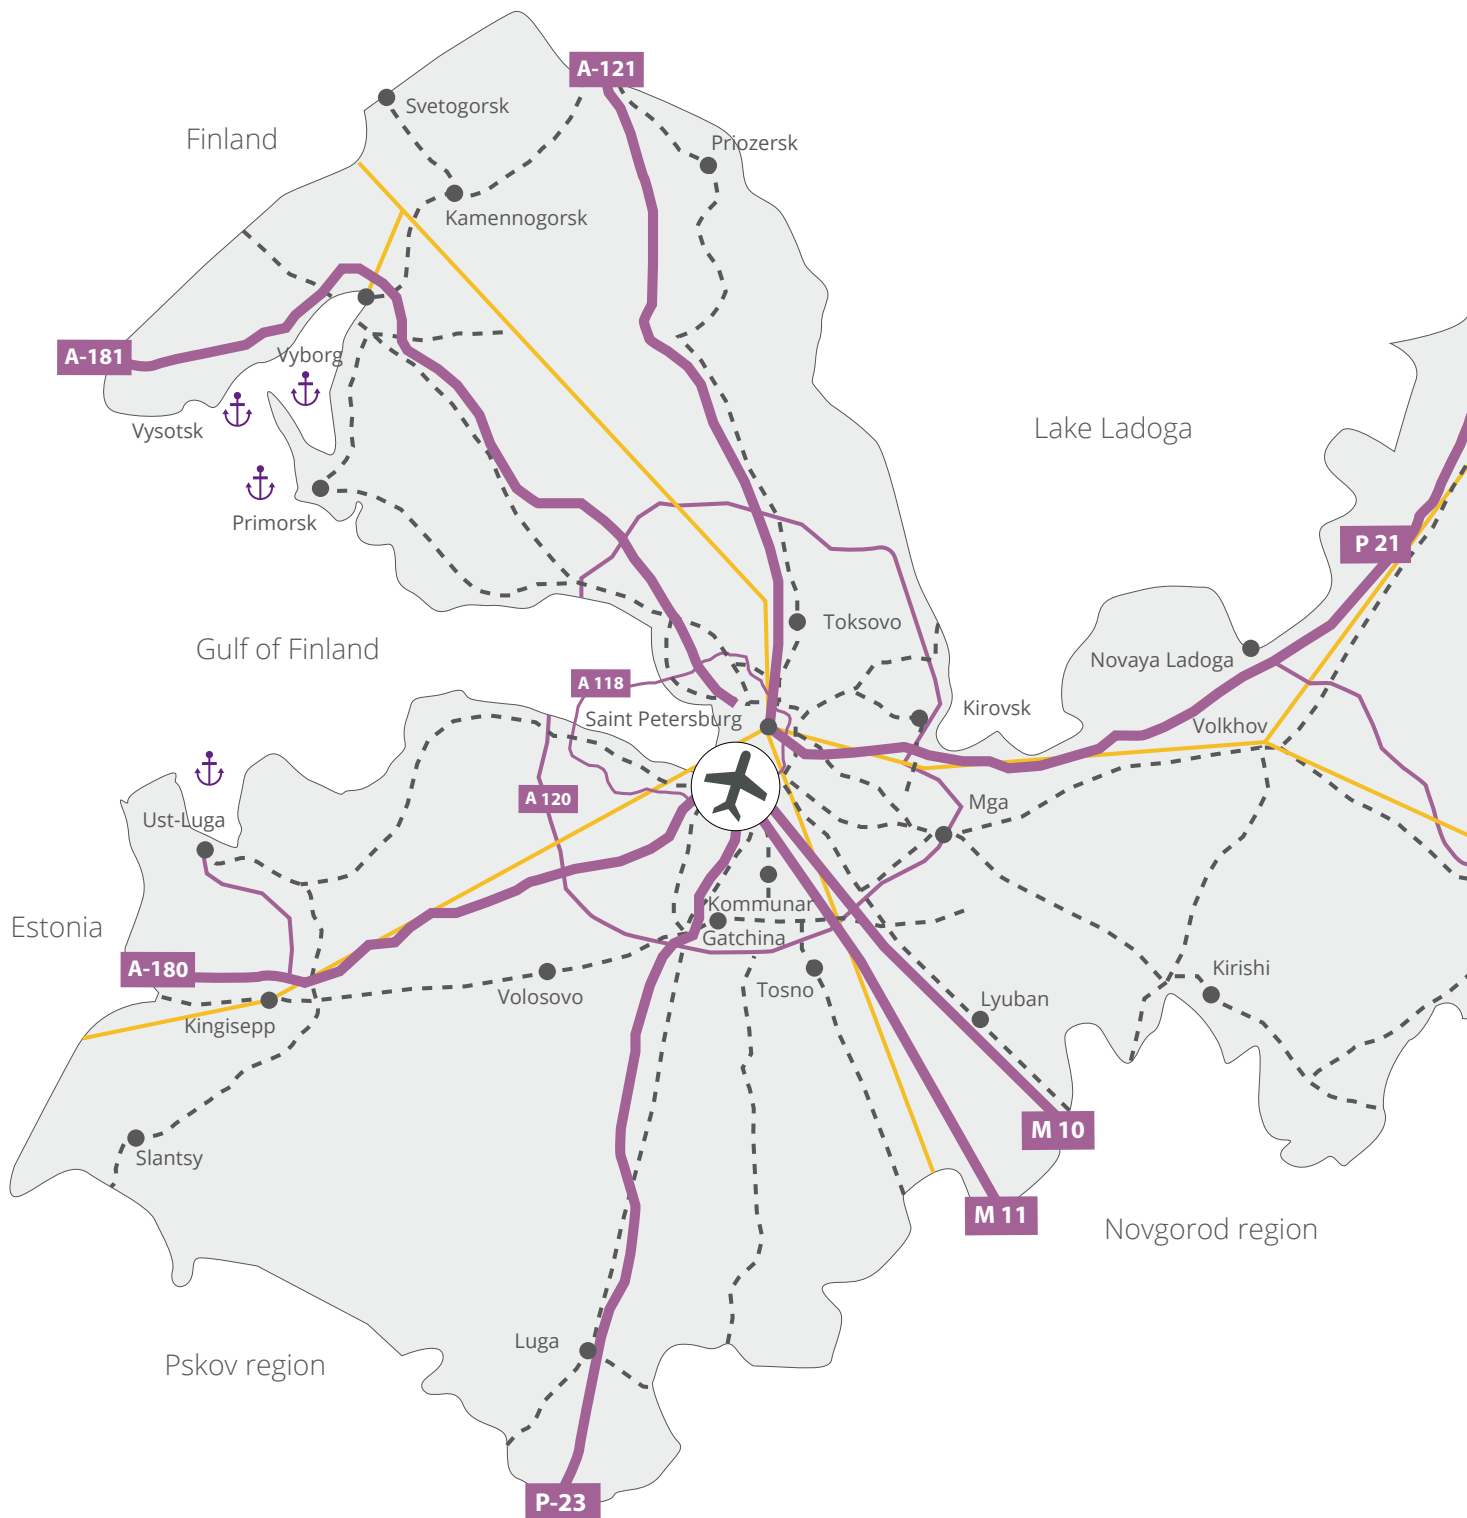 A-121
Svetogorsk
Finland
Priozersk
Kamennogorsk
A-181
Vyborg
Vysotsk
Lake Ladoga
Primorsk
P 21
Toksovo
Gulf of Finland
Novaya Ladoga
A 118
Saint Petersburg
Kirovsk
Volkhov
A 120
Mga
Ust-Luga
Kommunar
Estonia
Gatchina
A-180
Kirishi
Volosovo
Tosno
Lyuban
Kingisepp
M 10
Slantsy
M 11
Novgorod region
Luga
Pskov region
P-23